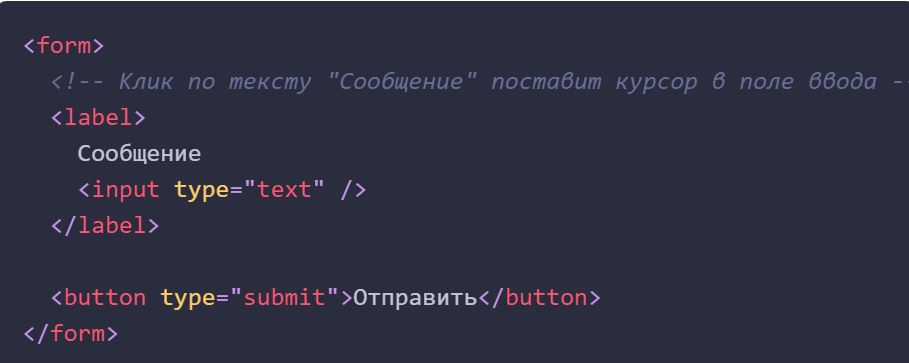 <form>
<!-- Клик по тексту "Сообщение" поставит курсор в поле ввода --
<label>
Сообщение
<input type="text" />
</label>
<button type="submit">Отправить</button>
</form>